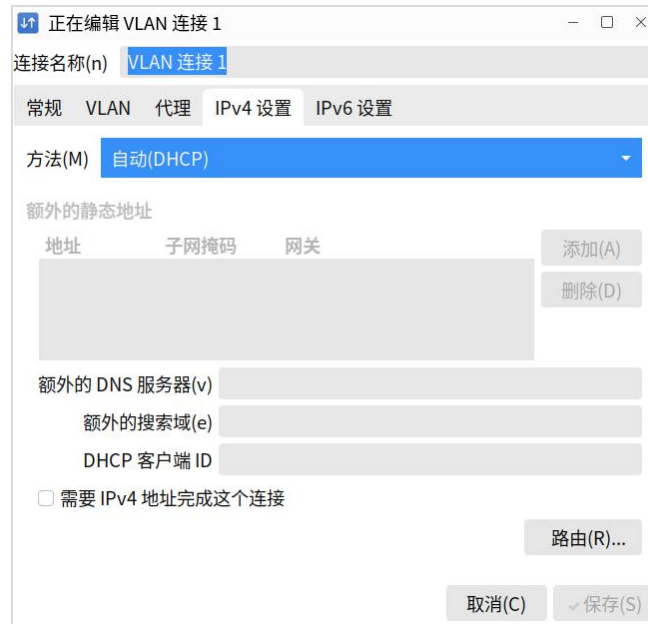 正在编辑 VLAN 连接 1
连接名称(n) VLAN 连接 1
常规 VLAN 代理 IPv4 设置 IPv6 设置
方法(M) 自动(DHCP)
额外的静态地址
地址 子网掩码 网关
添加(A)
删除(D)
额外的 DNS 服务器(v)
额外的搜索域(e)
DHCP 客户端 ID
需要 IPv4 地址完成这个连接
路由(R)...
取消(C) 保存(S)